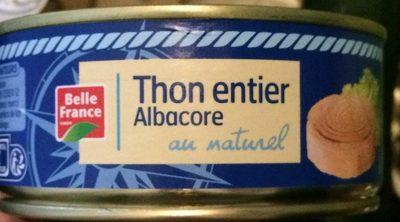 Belle
France
Thon entier
Albacore
au naturel